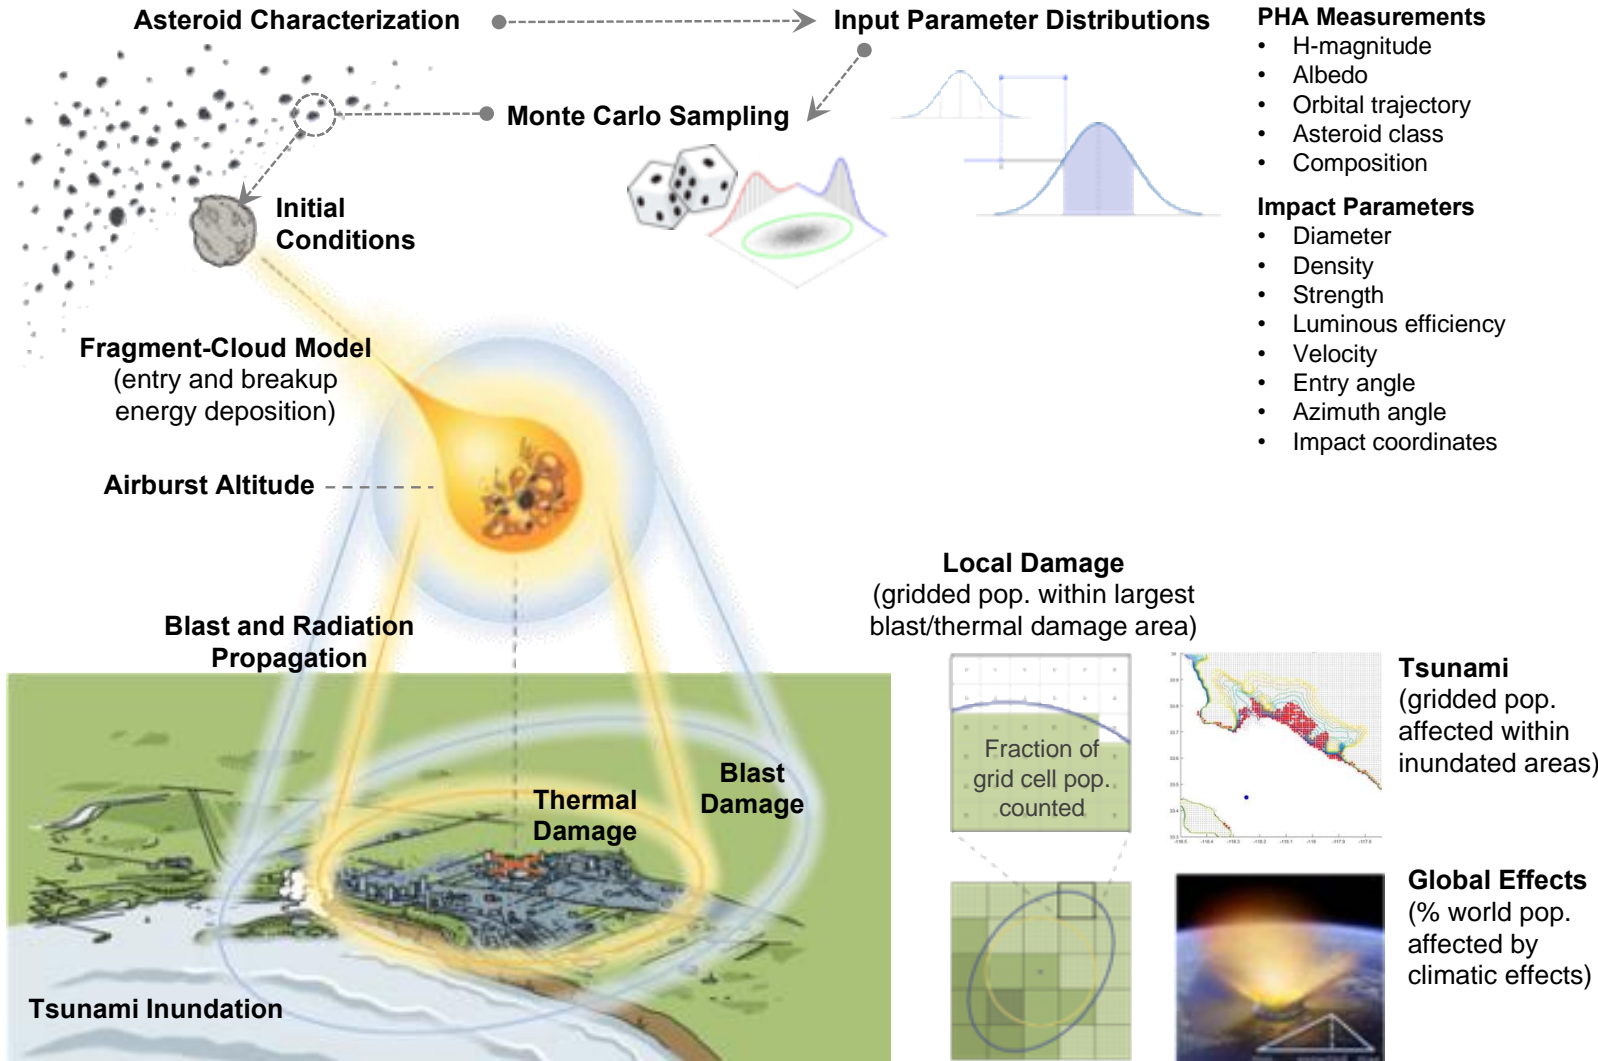 Asteroid Characterization
Input Parameter Distributions
Monte Carlo Sampling
Initial
Conditions
Fragment-Cloud Model
(entry and breakup
energy deposition)
Airburst Altitude
Blast and Radiation
Propagation
Blast
Damage
Thermal
Damage
Tsunami Inundation
PHA Measurements
• H-magnitude
• Albedo
• Orbital trajectory
• Asteroid class
• Composition
Impact Parameters
• Diameter
• Density
• Strength
• Luminous efficiency
• Velocity
• Entry angle
• Azimuth angle
• Impact coordinates
Local Damage
(gridded pop. within largest
blast/thermal damage area)
Fraction of
grid cell pop.
counted
Tsunami
(gridded pop.
affected within
inundated areas)
Global Effects
(% world pop.
affected by
climatic effects)